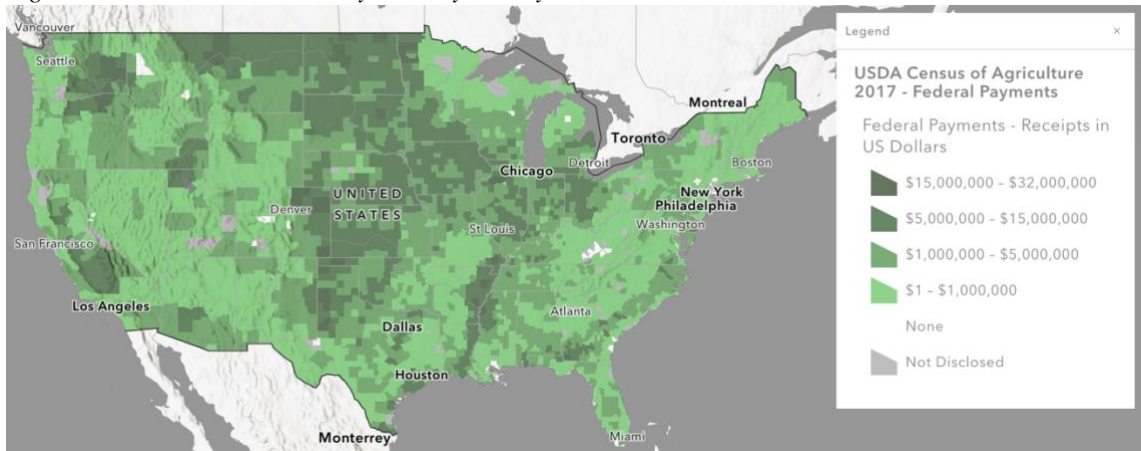 Vancouver
Seattle
Montreal
Toronto
Chicago
Detroit
Boston
New York
Philadelphia
UNITED
STATES
Denver
St Louis
Washington
San Francisco
Los Angeles
Dallas
Atlanta
Houston
Monterrey
Miami
Legend ×
USDA Census of Agriculture
2017 - Federal Payments
Federal Payments - Receipts in
US Dollars
$15,000,000 - $32,000,000
$5,000,000 - $15,000,000
$1,000,000 - $5,000,000
$1 - $1,000,000
None
Not Disclosed